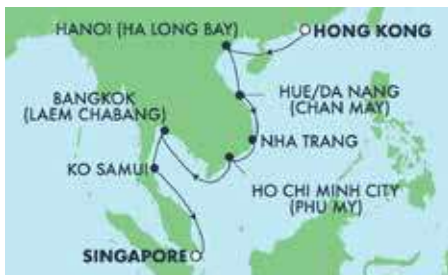 HANOI (HA LONG BAY)
HONG KONG
HUE/DA NANG
(CHAN MAY)
BANGKOK
(LAEM CHABANG)
NHA TRANG
KO SAMUI
HO CHI MINH CITY
(PHU MY)
SINGAPORE